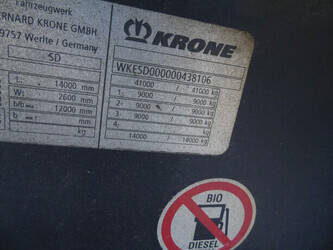 Fahrzeugwerk
ERNARD KRONE GMBH
9757 Werlte / Germany
SD
KRONE
WKESD000000438106
41000 / 41000 kg
L: 14000 mm
W: 2600 mm
12000 mm
mm
kg
1- 9000 / 9000 kg
2- 9000 / 9000 kg
3- 9000 / 9000 kg
4- / kg
14000 / 14000 kg
BIO
DIESEL